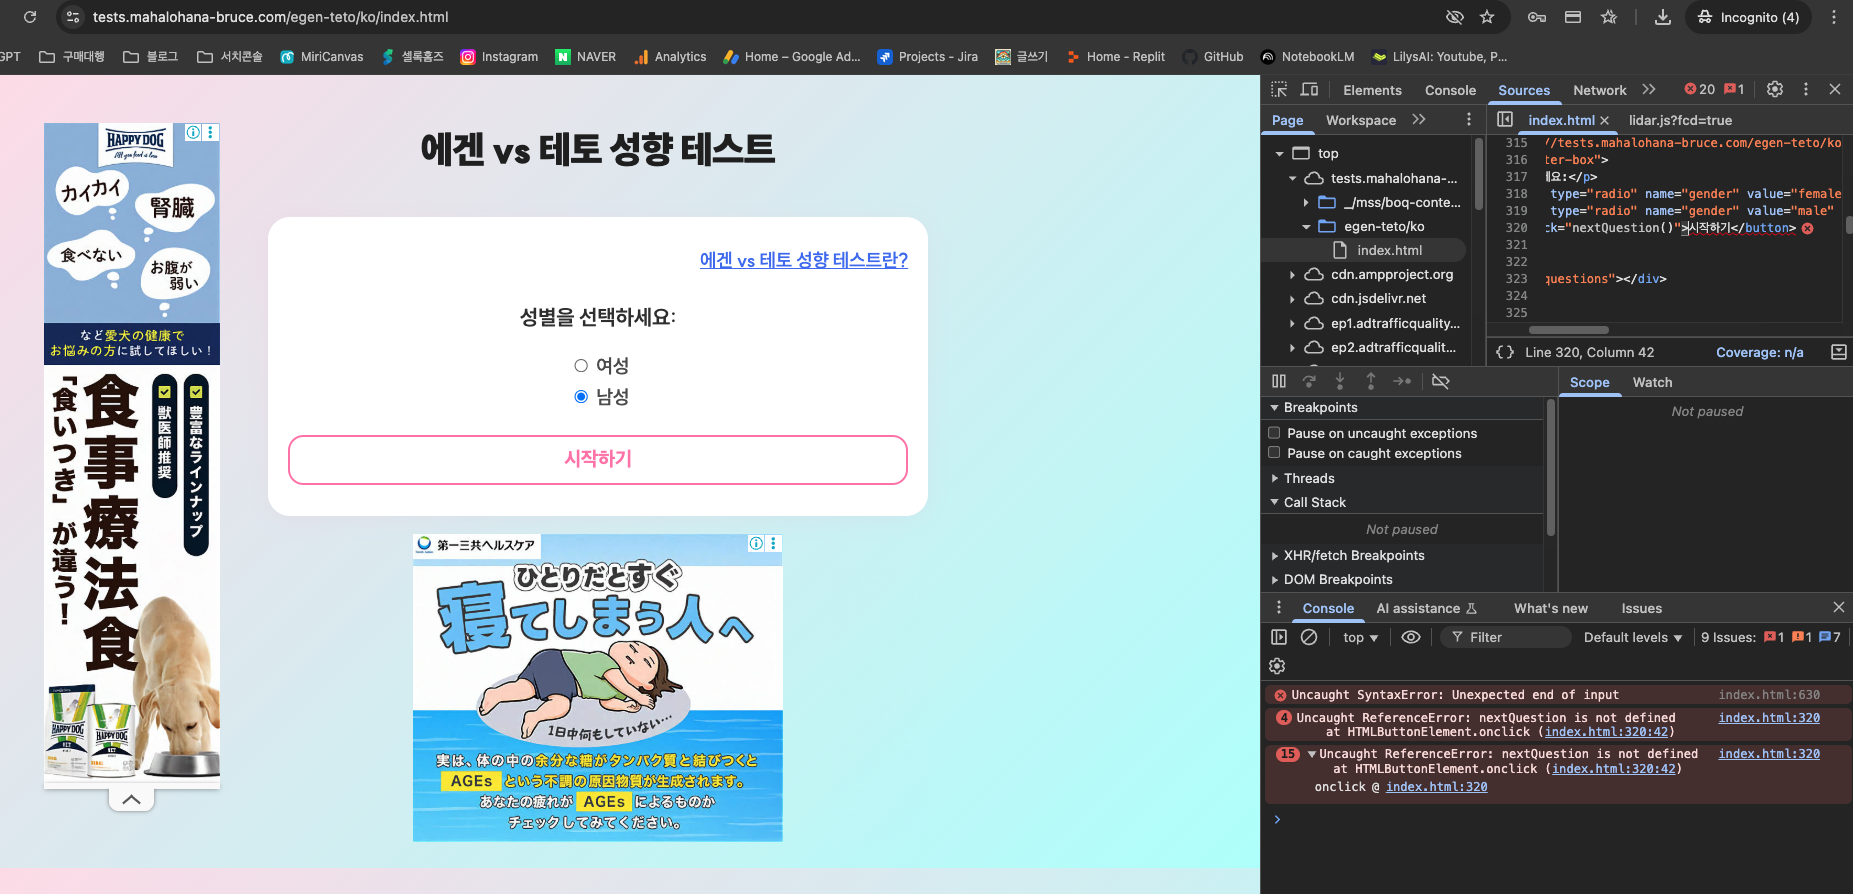 tests.mahalohana-bruce.com/egen-teto/ko/index.html
Incognito (4)
GPT
구매대행
블로그
서치콘솔
MiriCanvas
셀록홈즈
Instagram
NAVER
Analytics
Home – Google Ad...
Projects - Jira
글쓰기
Home - Replit
GitHub
NotebookLM
LilysAI: Youtube, P...
HAPPY DOG
All you feed is love
カイカイ
腎臓
食べない
お腹が
弱い
など愛犬の健康で
お悩みの方に試してほしい！
豊富なラインナップ
獣医師推奨
食事療法食
「食いつき」が違う！
에겐 vs 테토 성향 테스트
에겐 vs 테토 성향 테스트란?
성별을 선택하세요:
여성
남성
시작하기
第一三共ヘルスケア
ひとりだとすぐ
寝てしまう人へ
1日中何もしていない…
実は、体の中の余分な糖がタンパク質と結びつくと
AGEs という不調の原因物質が生成されます。
あなたの疲れが AGEs によるものか
チェックしてみてください。
Elements
Console
Sources
Network
20
1
Page
Workspace
index.html
lidar.js?fcd=true
top
tests.mahalohana-...
_/mss/boq-conte...
egen-teto/ko
index.html
cdn.ampproject.org
cdn.jsdelivr.net
ep1.adtrafficquality...
ep2.adtrafficqualit...
315 //tests.mahalohana-bruce.com/egen-teto/ko
316 ter-box">
317 세요:</p>
318 type="radio" name="gender" value="female
319 type="radio" name="gender" value="male"
320 ck="nextQuestion()">시작하기</button>
321
322
323 questions"></div>
324
325
{} Line 320, Column 42
Coverage: n/a
Scope
Watch
Not paused
Breakpoints
Pause on uncaught exceptions
Pause on caught exceptions
Threads
Call Stack
Not paused
XHR/fetch Breakpoints
DOM Breakpoints
Console
AI assistance
What's new
Issues
top
Filter
Default levels
9 Issues:
1
1
7
Uncaught SyntaxError: Unexpected end of input index.html:630
4 Uncaught ReferenceError: nextQuestion is not defined index.html:320
at HTMLButtonElement.onclick (index.html:320:42)
15 Uncaught ReferenceError: nextQuestion is not defined index.html:320
at HTMLButtonElement.onclick (index.html:320:42)
onclick @ index.html:320